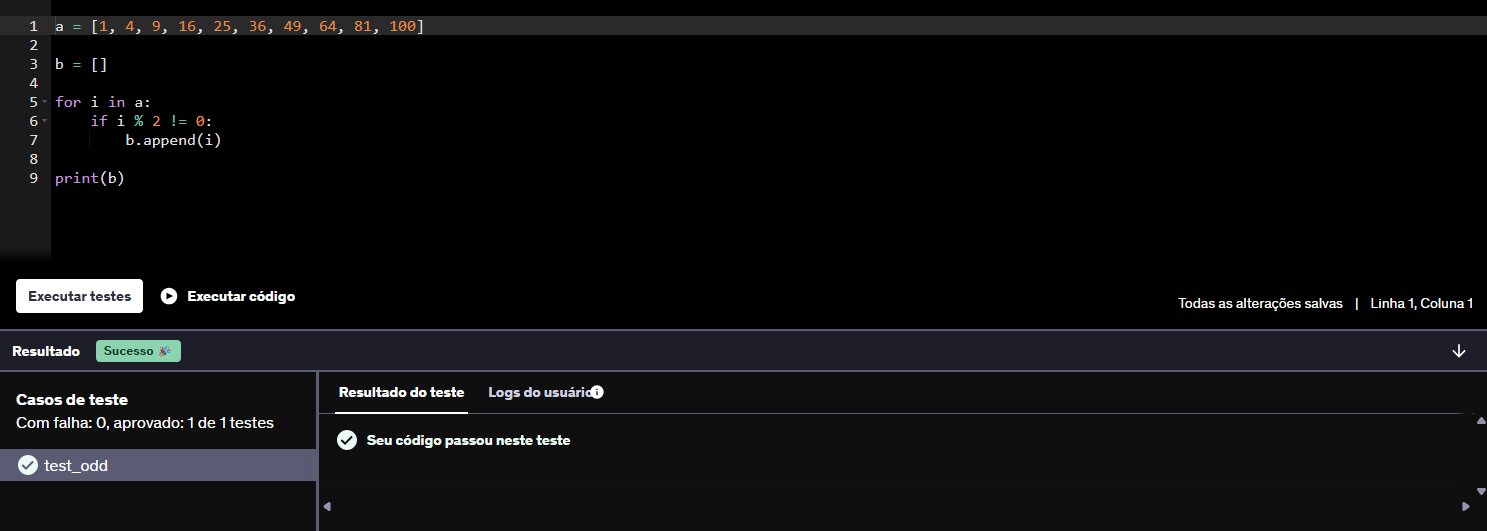 1 a = [1, 4, 9, 16, 25, 36, 49, 64, 81, 100]
2
3 b = []
4
5 for i in a:
6     if i % 2 != 0:
7         b.append(i)
8
9 print(b)
Executar testes Executar código
Todas as alterações salvas | Linha 1, Coluna 1
Resultado Sucesso 🎉
Casos de teste
Com falha: 0, aprovado: 1 de 1 testes
test_odd
Resultado do teste Logs do usuário
Seu código passou neste teste